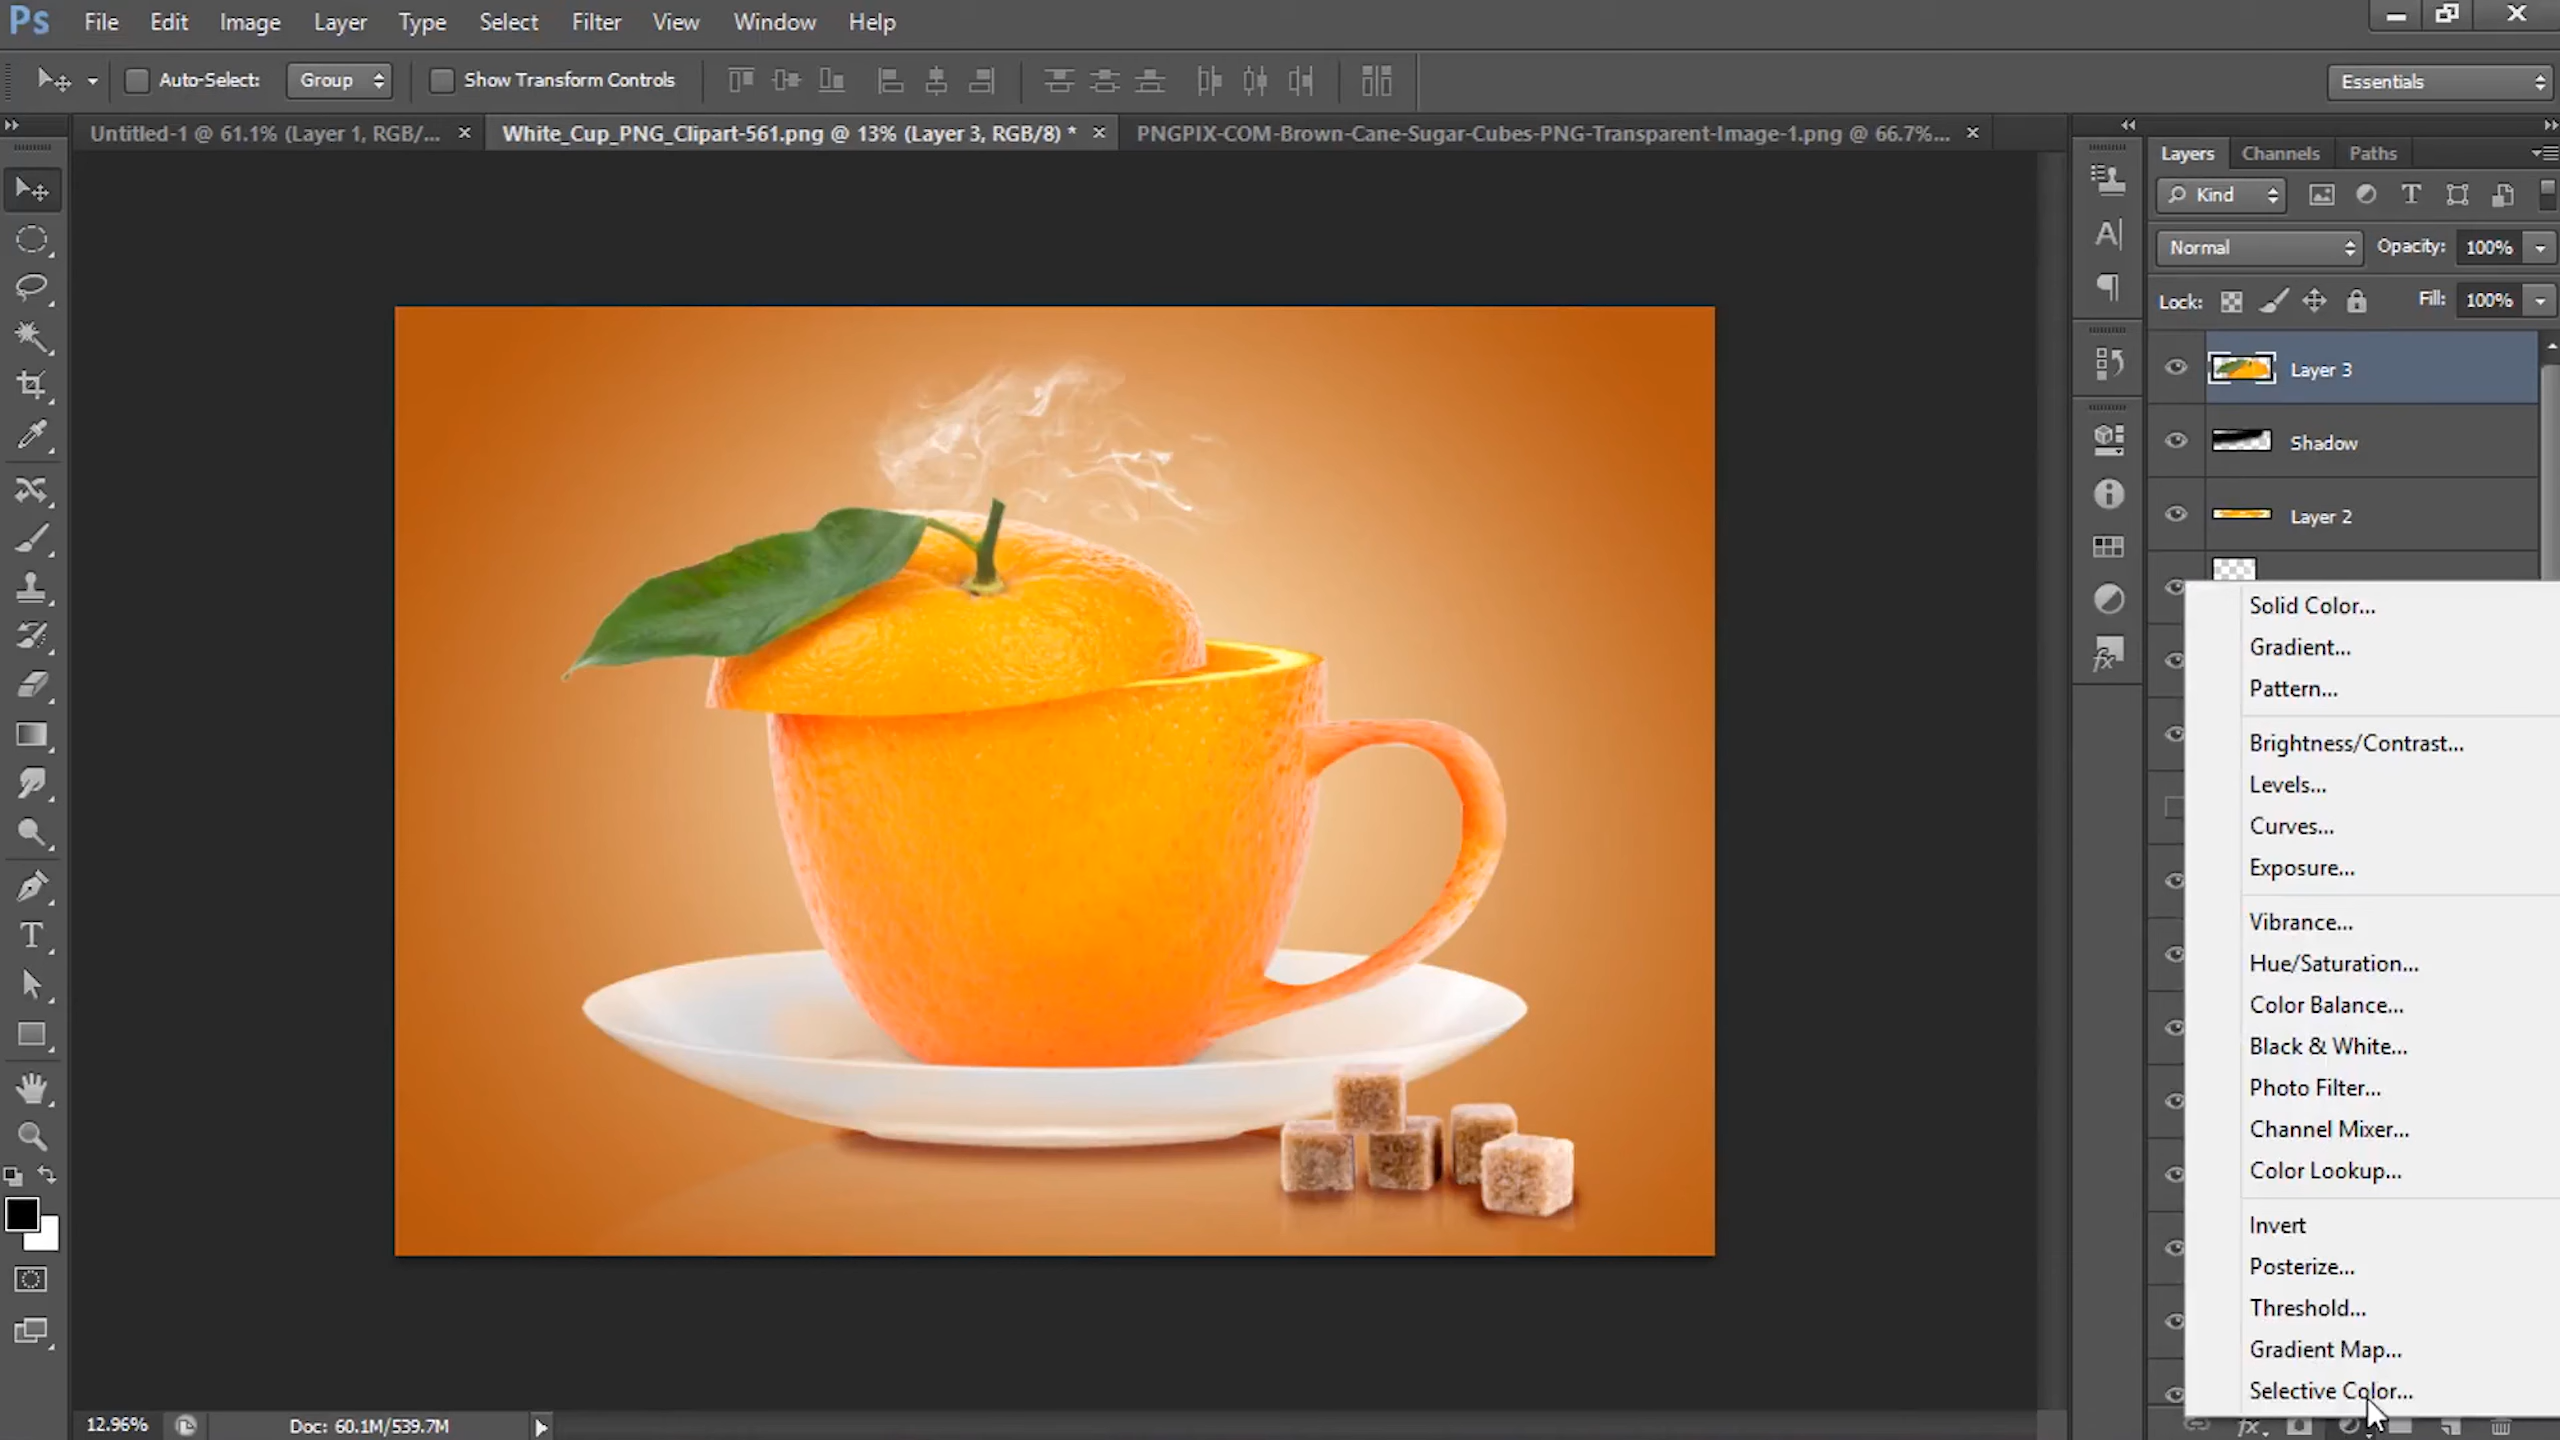 Ps File Edit Image Layer Type Select Filter View Window Help
Auto-Select: Group Show Transform Controls Essentials
Untitled-1 @ 61.1% (Layer 1, RGB/... White_Cup_PNG_Clipart-561.png @ 13% (Layer 3, RGB/8) * PNGPIX-COM-Brown-Cane-Sugar-Cubes-PNG-Transparent-Image-1.png @ 66.7%...
Layers Channels Paths
Kind
Normal Opacity: 100%
Lock: Fill: 100%
Layer 3
Shadow
Layer 2
Solid Color...
Gradient...
Pattern...
Brightness/Contrast...
Levels...
Curves...
Exposure...
Vibrance...
Hue/Saturation...
Color Balance...
Black & White...
Photo Filter...
Channel Mixer...
Color Lookup...
Invert
Posterize...
Threshold...
Gradient Map...
Selective Color...
12.96% Doc: 60.1M/539.7M